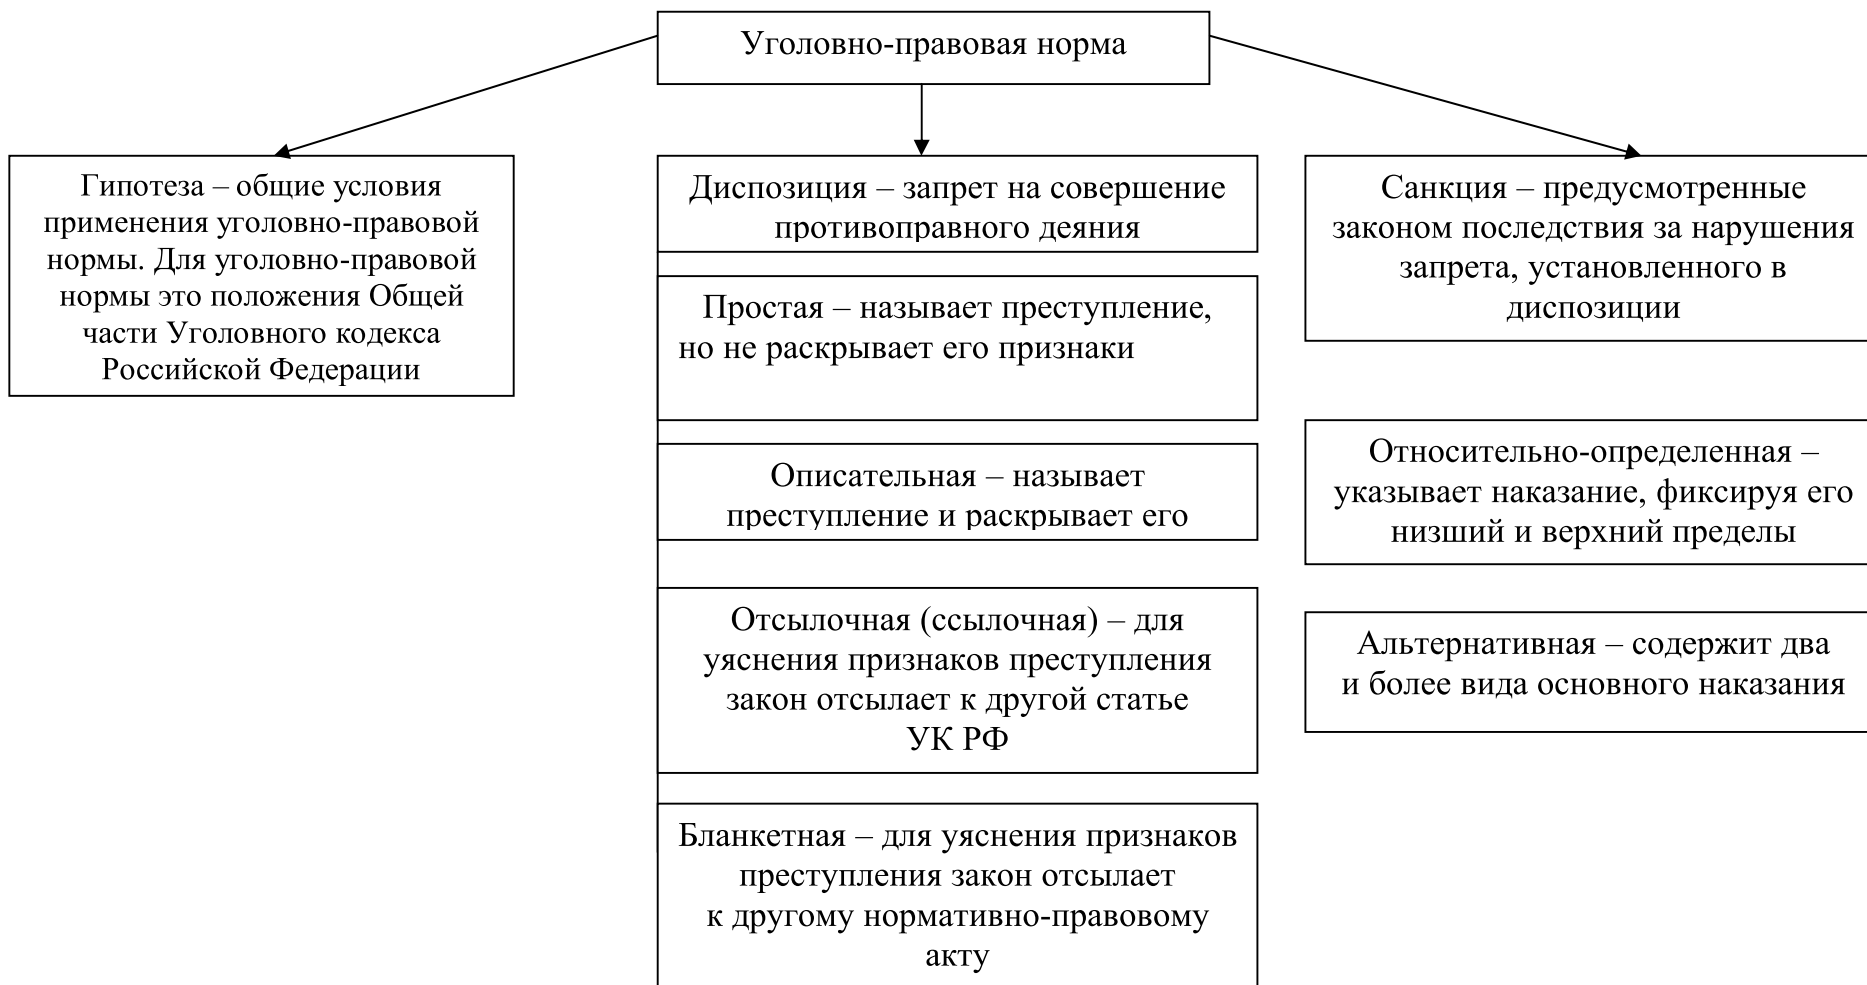 Уголовно-правовая норма
Гипотеза – общие условия
применения уголовно-правовой
нормы. Для уголовно-правовой
нормы это положения Общей
части Уголовного кодекса
Российской Федерации
Диспозиция – запрет на совершение
противоправного деяния
Простая – называет преступление,
но не раскрывает его признаки
Описательная – называет
преступление и раскрывает его
Отсылочная (ссылочная) – для
уяснения признаков преступления
закон отсылает к другой статье
УК РФ
Бланкетная – для уяснения признаков
преступления закон отсылает
к другому нормативно-правовому
акту
Санкция – предусмотренные
законом последствия за нарушения
запрета, установленного в
диспозиции
Относительно-определенная –
указывает наказание, фиксируя его
низший и верхний пределы
Альтернативная – содержит два
и более вида основного наказания